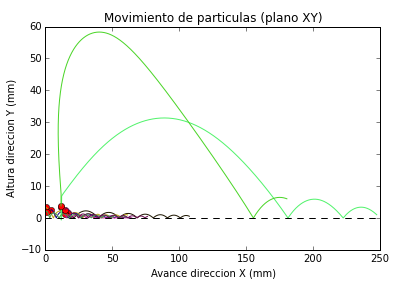 Movimiento de particulas (plano XY)
60
50
40
30
20
10
0
−10
Altura direccion Y (mm)
0 50 100 150 200 250
Avance direccion X (mm)